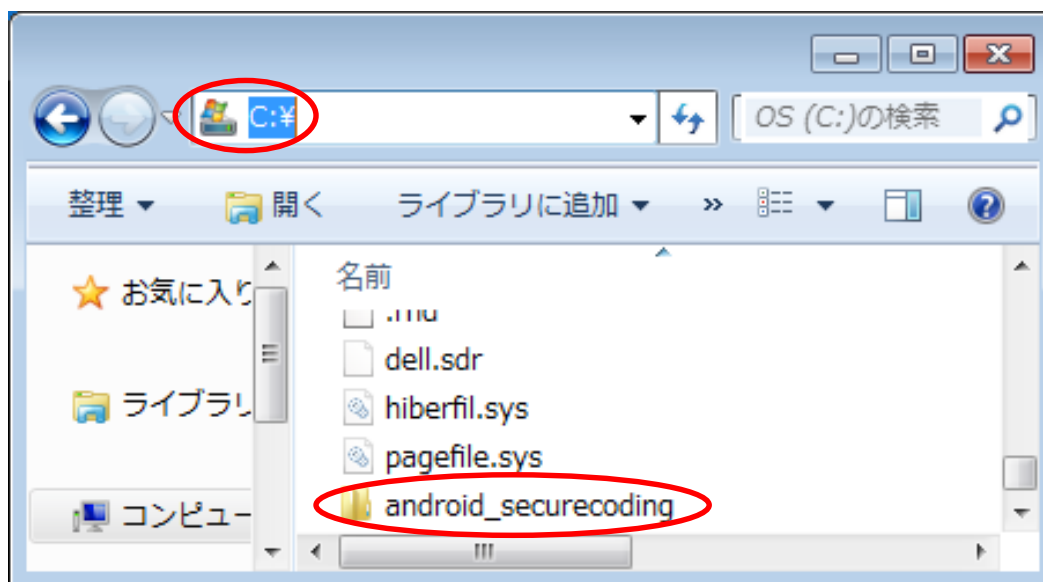 C:¥
OS (C:)の検索
整理
開く
ライブラリに追加
»
お気に入り
ライブラリ
コンピュー
名前
.rnd
dell.sdr
hiberfil.sys
pagefile.sys
android_securecoding